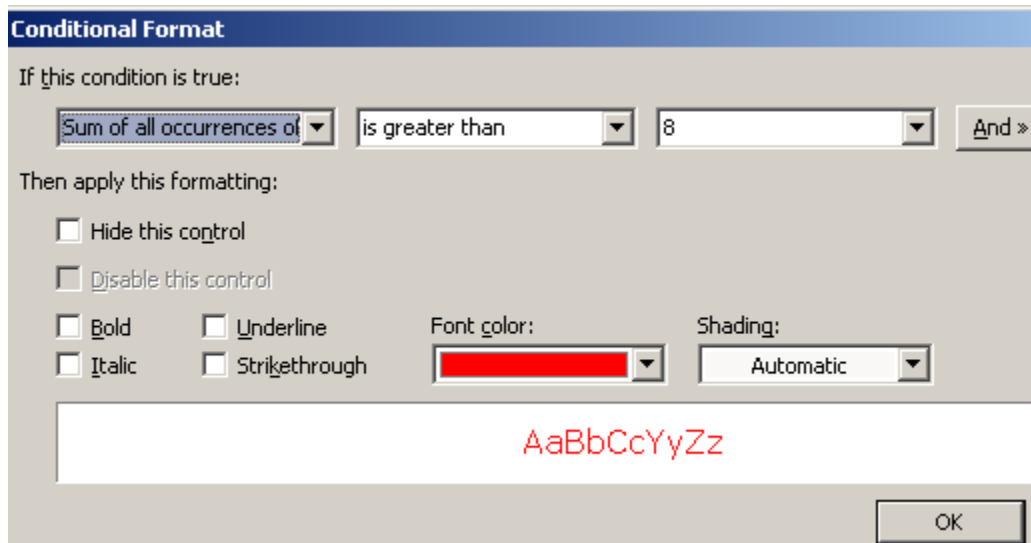 Conditional Format
If this condition is true:
Sum of all occurrences of is greater than 8 And »
Then apply this formatting:
Hide this control
Disable this control
Bold Underline Font color: Shading:
Italic Strikethrough Automatic
AaBbCcYyZz
OK